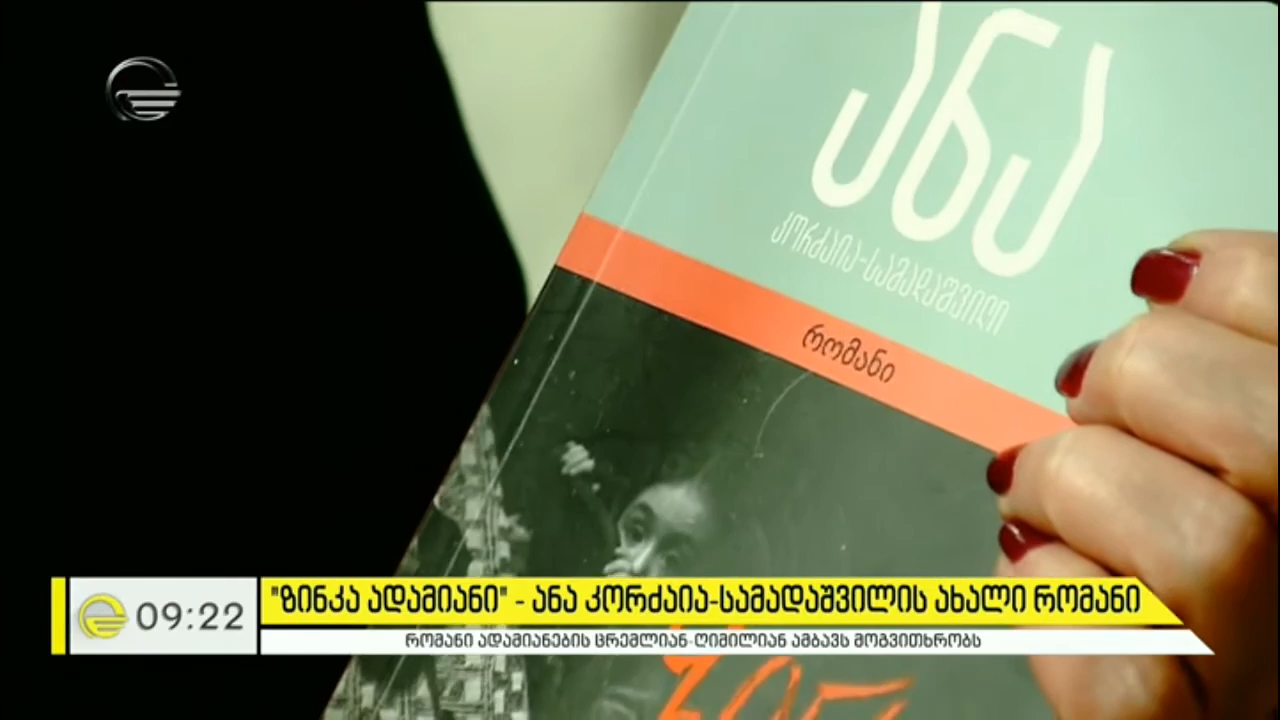 ანა
კორძაია-სამადაშვილი
რომანი
ზინკ
09:22
"ზინკა ადამიანი" - ანა კორძაია-სამადაშვილის ახალი რომანი
რომანი ადამიანების ცრემლიან-ღიმილიან ამბავს მოგვითხრობს